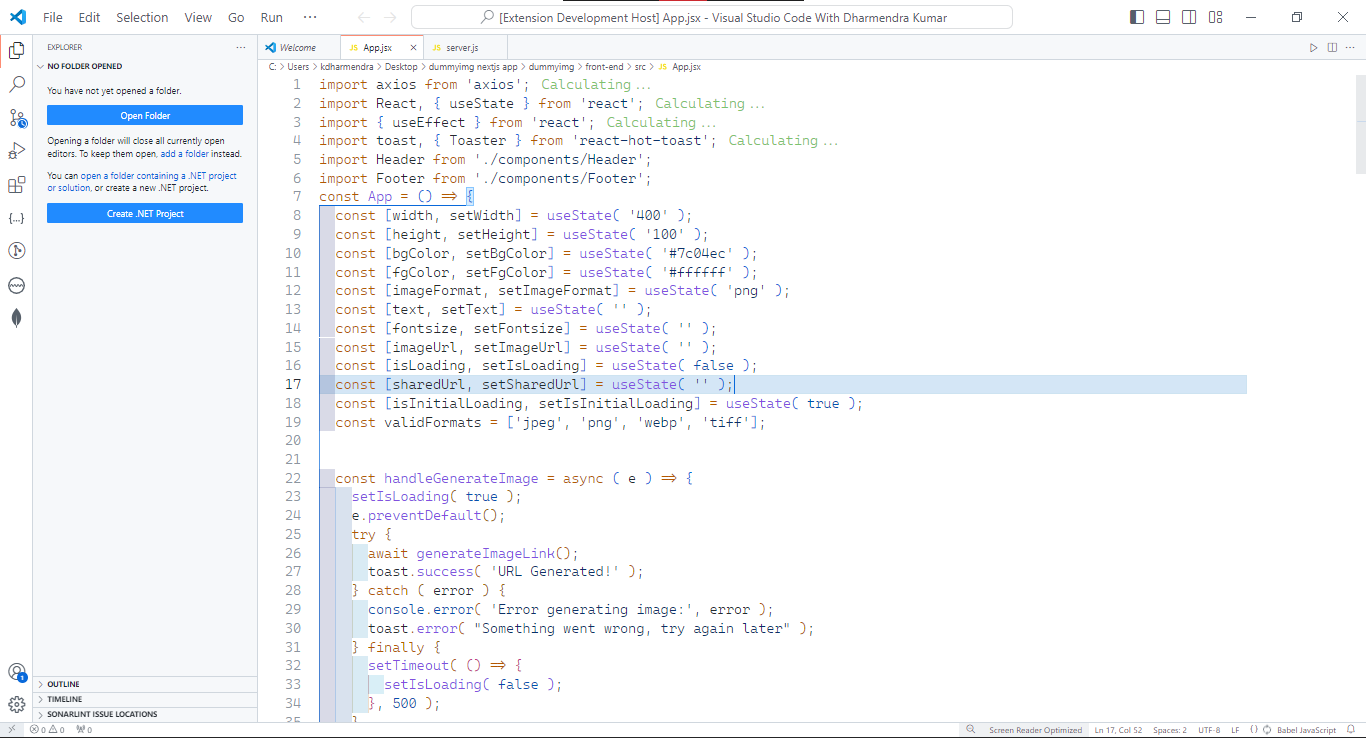 File Edit Selection View Go Run ··· [Extension Development Host] App.jsx - Visual Studio Code With Dharmendra Kumar
EXPLORER ···
NO FOLDER OPENED
You have not yet opened a folder.
Open Folder
Opening a folder will close all currently open
editors. To keep them open, add a folder instead.
You can open a folder containing a .NET project
or solution, or create a new .NET project.
Create .NET Project
OUTLINE
TIMELINE
SONARLINT ISSUE LOCATIONS
Welcome JS App.jsx JS server.js
C: > Users > kdharmendra > Desktop > dummyimg nextjs app > dummyimg > front-end > src > JS App.jsx
1 import axios from 'axios'; Calculating...
2 import React, { useState } from 'react'; Calculating...
3 import { useEffect } from 'react'; Calculating...
4 import toast, { Toaster } from 'react-hot-toast'; Calculating...
5 import Header from './components/Header';
6 import Footer from './components/Footer';
7 const App = () => {
8 const [width, setWidth] = useState( '400' );
9 const [height, setHeight] = useState( '100' );
10 const [bgColor, setBgColor] = useState( '#7c04ec' );
11 const [fgColor, setFgColor] = useState( '#ffffff' );
12 const [imageFormat, setImageFormat] = useState( 'png' );
13 const [text, setText] = useState( '' );
14 const [fontsize, setFontsize] = useState( '' );
15 const [imageUrl, setImageUrl] = useState( '' );
16 const [isLoading, setIsLoading] = useState( false );
17 const [sharedUrl, setSharedUrl] = useState( '' );
18 const [isInitialLoading, setIsInitialLoading] = useState( true );
19 const validFormats = ['jpeg', 'png', 'webp', 'tiff'];
20
21
22 const handleGenerateImage = async ( e ) => {
23 setIsLoading( true );
24 e.preventDefault();
25 try {
26 await generateImageLink();
27 toast.success( 'URL Generated!' );
28 } catch ( error ) {
29 console.error( 'Error generating image:', error );
30 toast.error( "Something went wrong, try again later" );
31 } finally {
32 setTimeout( () => {
33 setIsLoading( false );
34 }, 500 );
35 }
1
0 0 0 Screen Reader Optimized Ln 17, Col 52 Spaces: 2 UTF-8 LF {} Babel JavaScript